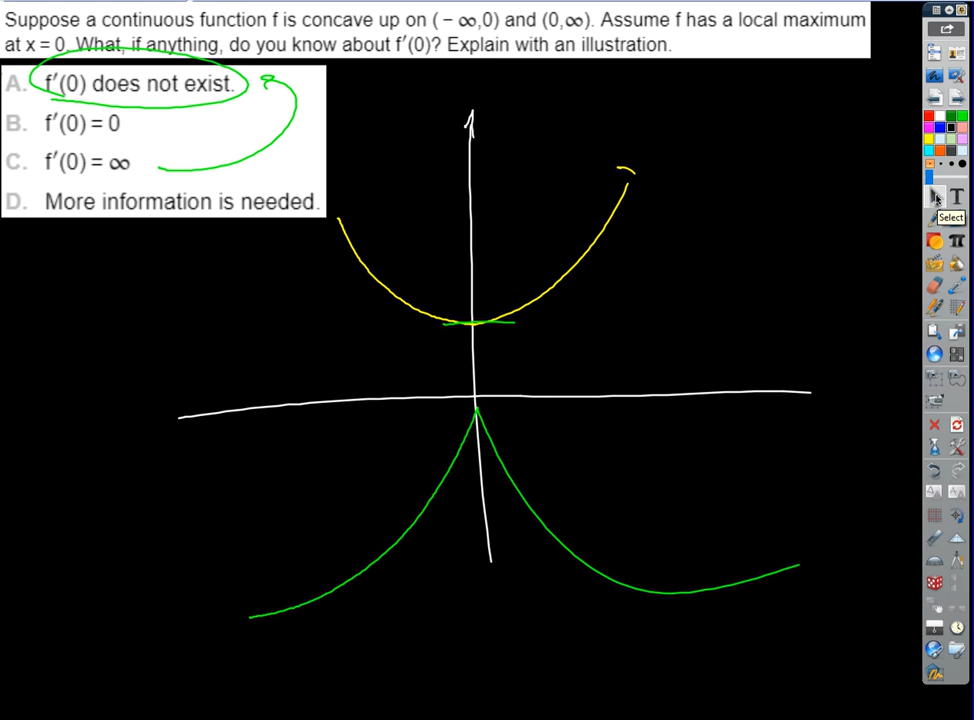 Suppose a continuous function f is concave up on ( − ∞,0) and (0,∞). Assume f has a local maximum
at x = 0. What, if anything, do you know about f′(0)? Explain with an illustration.
A. f′(0) does not exist.
B. f′(0) = 0
C. f′(0) = ∞
D. More information is needed.
T
Select
π